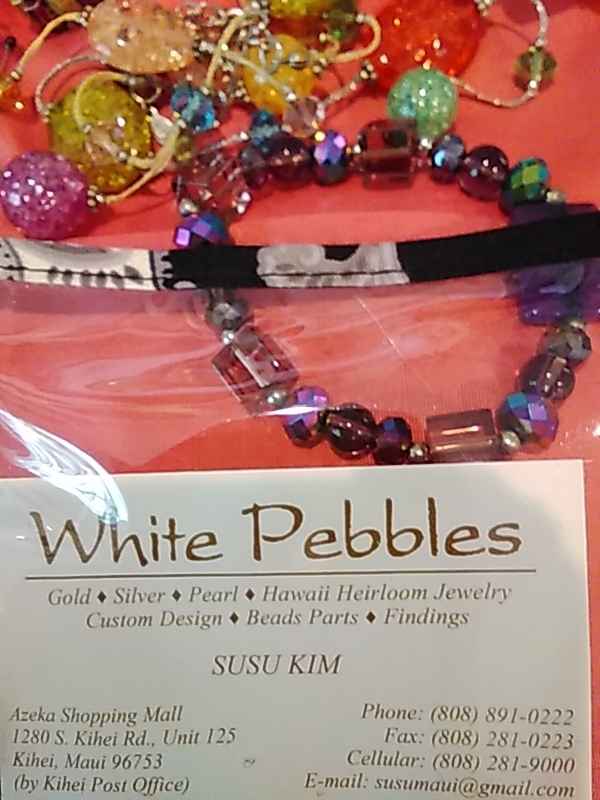 White Pebbles
Gold ♦ Silver ♦ Pearl ♦ Hawaii Heirloom Jewelry
Custom Design ♦ Beads Parts ♦ Findings
SUSU KIM
Azeka Shopping Mall
1280 S. Kihei Rd., Unit 125
Kihei, Maui 96753
(by Kihei Post Office)
Phone: (808) 891-0222
Fax: (808) 281-0223
Cellular: (808) 281-9000
E-mail: susumaui@gmail.com